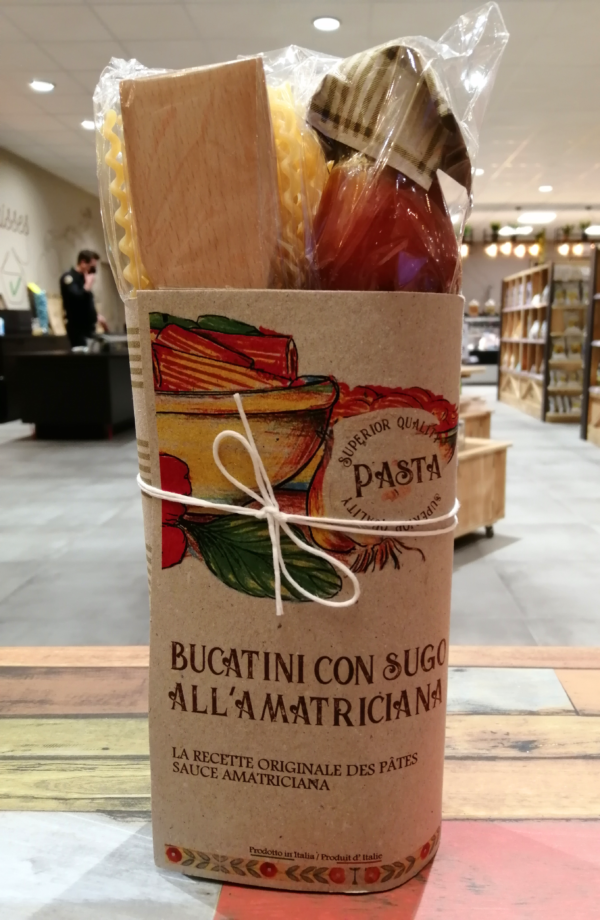 SUPERIOR QUALITY
PASTA
SUPERIOR QUALITY
BUCATINI CON SUGO
ALL'AMATRICIANA
LA RECETTE ORIGINALE DES PÂTES
SAUCE AMATRICIANA
Prodotto in Italia / Produit d'Italie